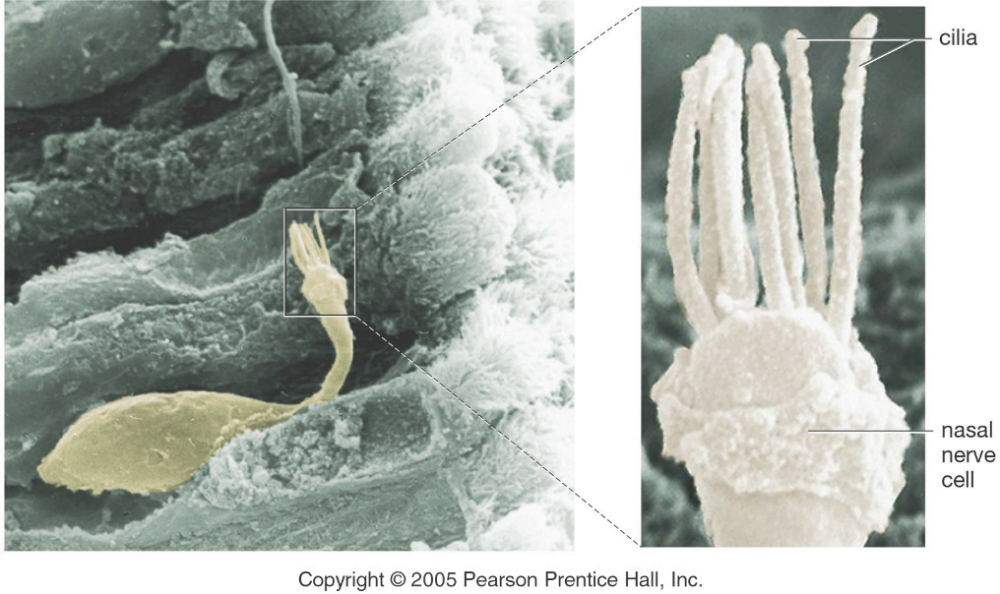 cilia
nasal
nerve
cell
Copyright © 2005 Pearson Prentice Hall, Inc.